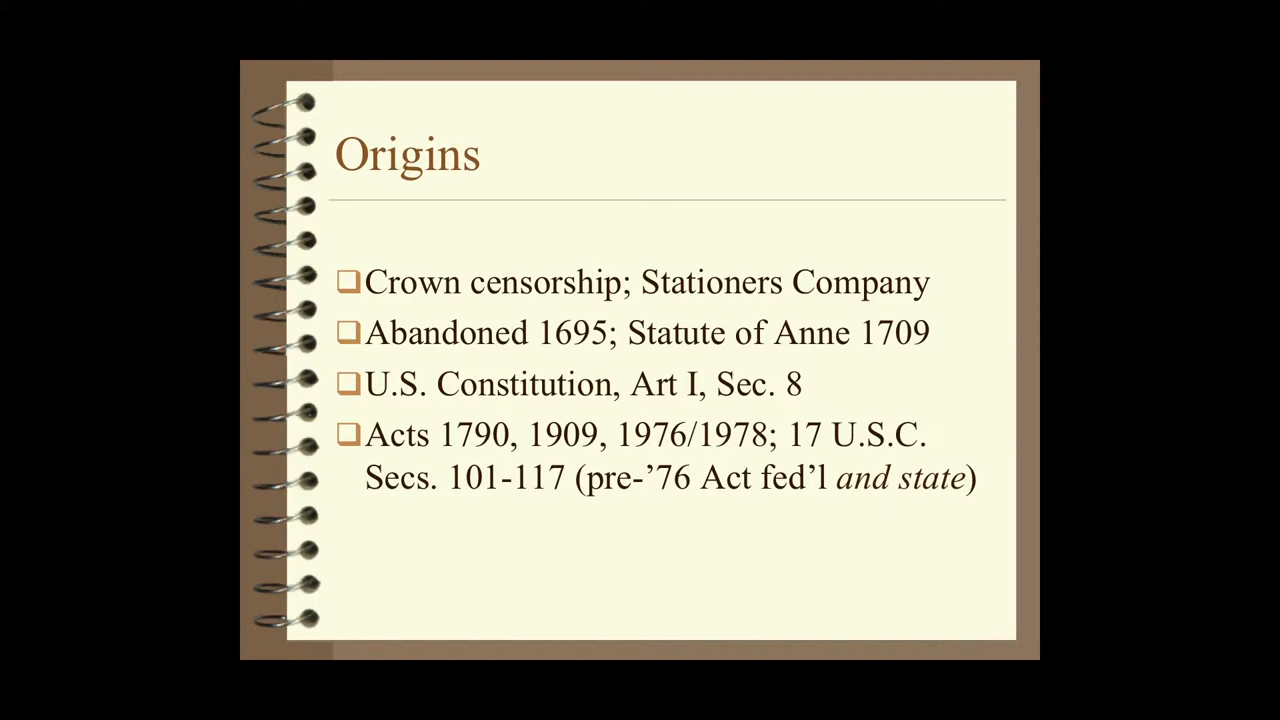 Origins
Crown censorship; Stationers Company
Abandoned 1695; Statute of Anne 1709
U.S. Constitution, Art I, Sec. 8
Acts 1790, 1909, 1976/1978; 17 U.S.C.
Secs. 101-117 (pre-’76 Act fed’l and state)